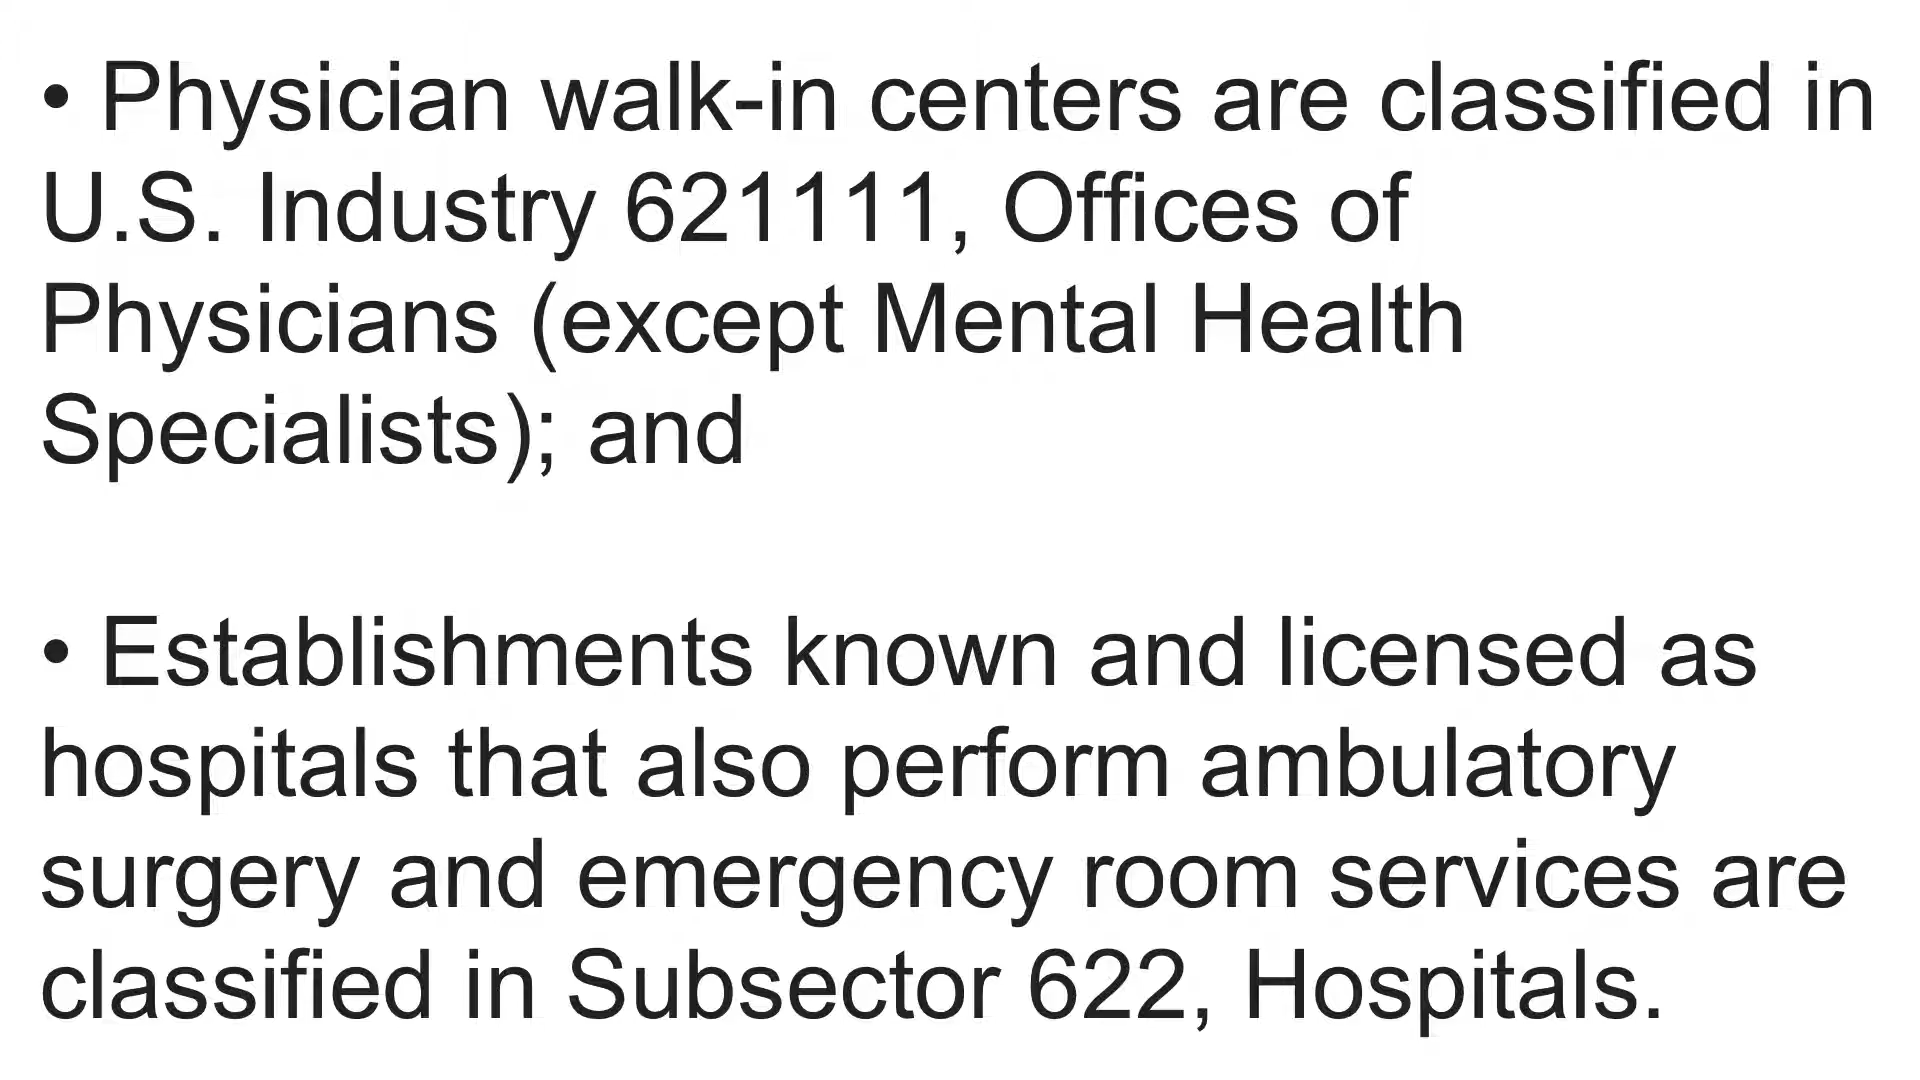 • Physician walk-in centers are classified in
U.S. Industry 621111, Offices of
Physicians (except Mental Health
Specialists); and
• Establishments known and licensed as
hospitals that also perform ambulatory
surgery and emergency room services are
classified in Subsector 622, Hospitals.